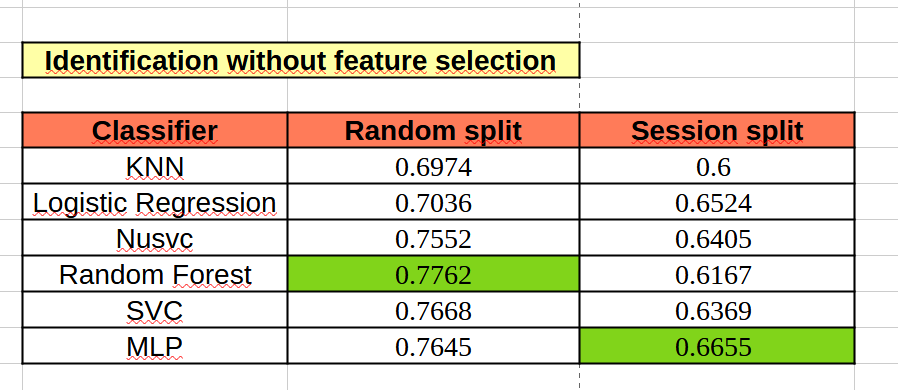 Identification without feature selection
Classifier Random split Session split
KNN 0.6974 0.6
Logistic Regression 0.7036 0.6524
Nusvc 0.7552 0.6405
Random Forest 0.7762 0.6167
SVC 0.7668 0.6369
MLP 0.7645 0.6655